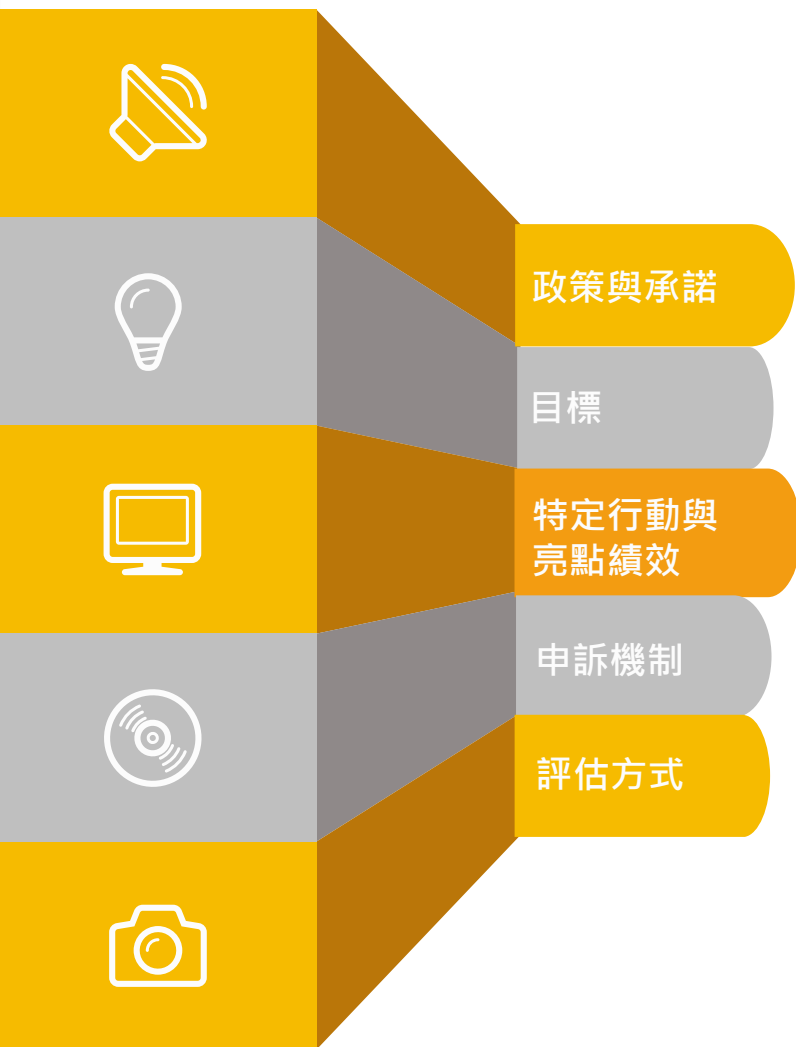 政策與承諾
目標
特定行動與
亮點績效
申訴機制
評估方式